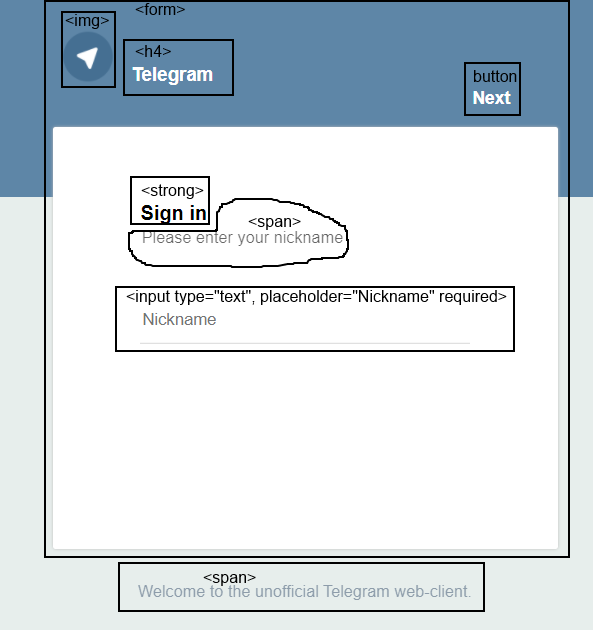 <form>
<img>
<h4>
Telegram
button
Next
<strong>
Sign in
<span>
Please enter your nickname
<input type="text", placeholder="Nickname" required>
Nickname
<span>
Welcome to the unofficial Telegram web-client.